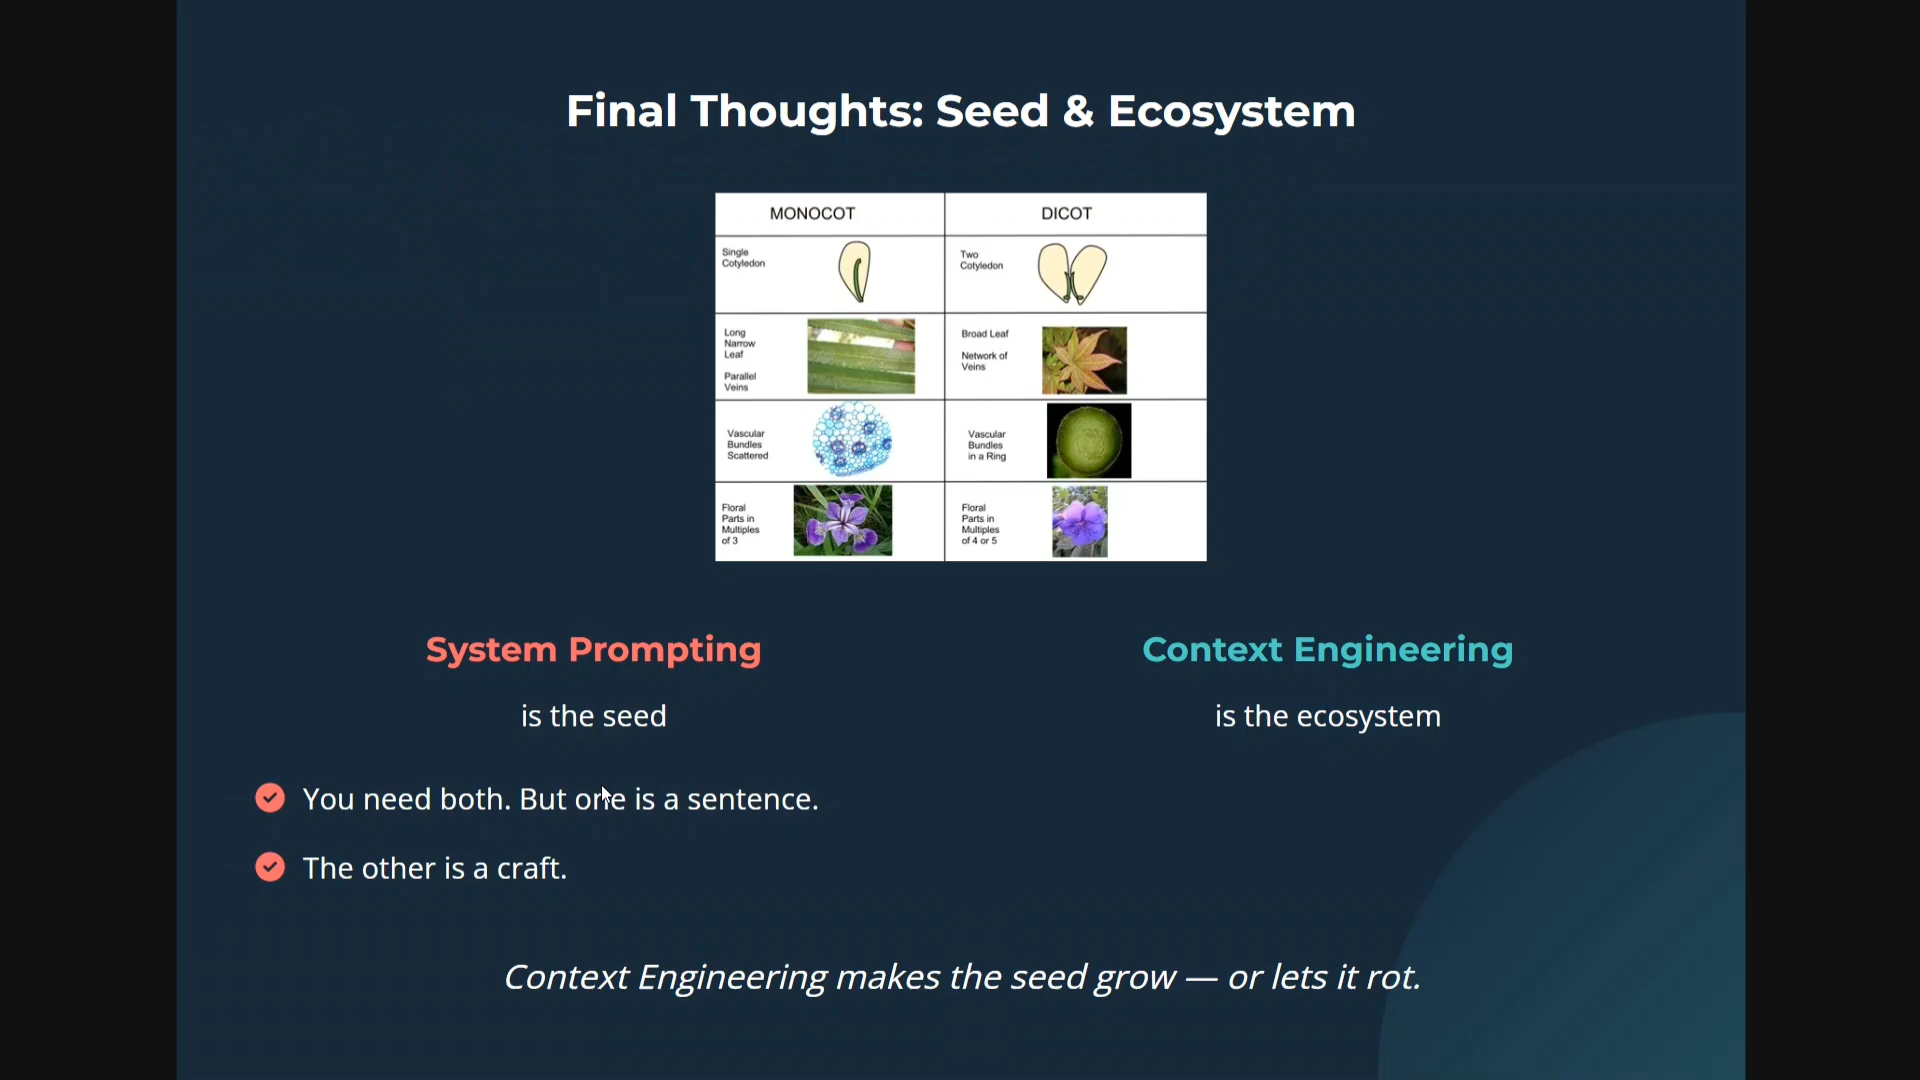 Final Thoughts: Seed & Ecosystem
MONOCOT
DICOT
Single
Cotyledon
Two
Cotyledon
Long
Narrow
Leaf
Parallel
Veins
Broad Leaf
Network of
Veins
Vascular
Bundles
Scattered
Vascular
Bundles
in a Ring
Floral
Parts in
Multiples
of 3
Floral
Parts in
Multiples
of 4 or 5
System Prompting
is the seed
Context Engineering
is the ecosystem
You need both. But one is a sentence.
The other is a craft.
Context Engineering makes the seed grow — or lets it rot.